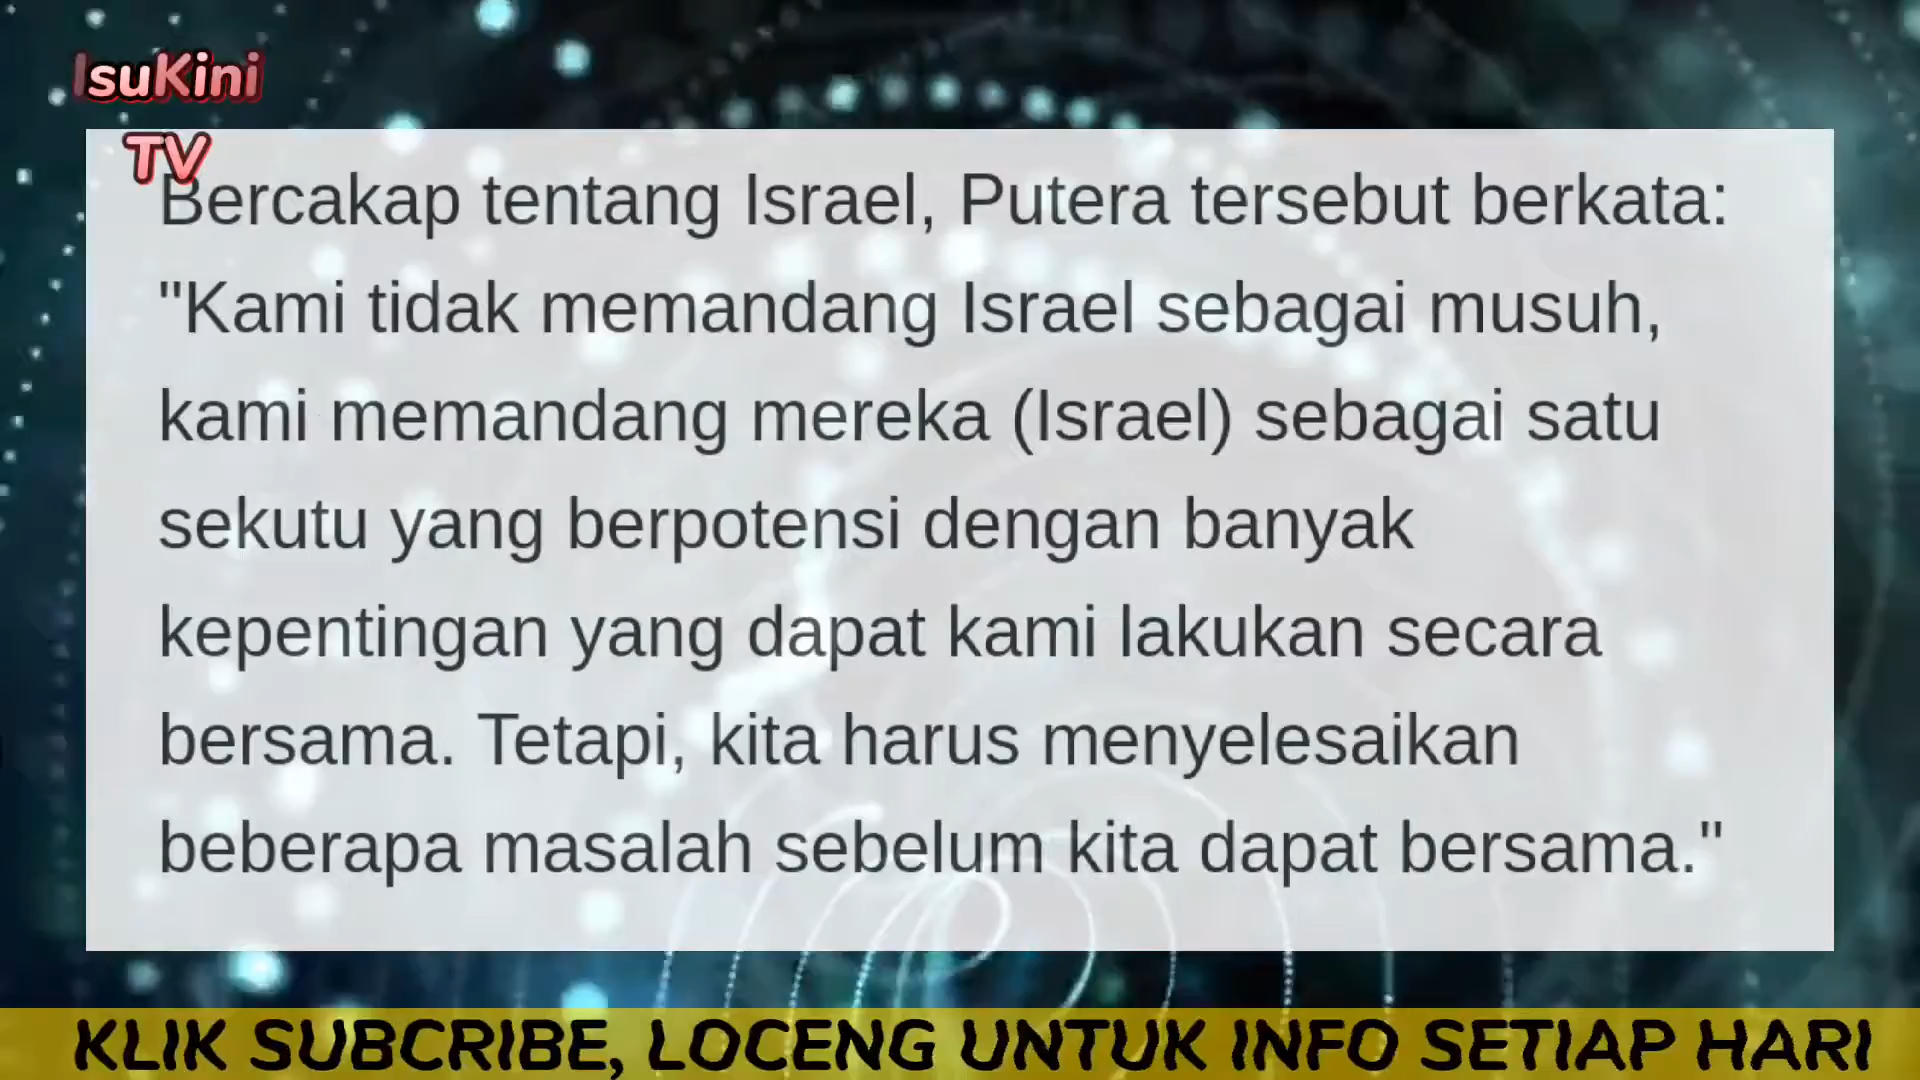 IsuKini
TV
Bercakap tentang Israel, Putera tersebut berkata:
"Kami tidak memandang Israel sebagai musuh,
kami memandang mereka (Israel) sebagai satu
sekutu yang berpotensi dengan banyak
kepentingan yang dapat kami lakukan secara
bersama. Tetapi, kita harus menyelesaikan
beberapa masalah sebelum kita dapat bersama."
KLIK SUBCRIBE, LOCENG UNTUK INFO SETIAP HARI